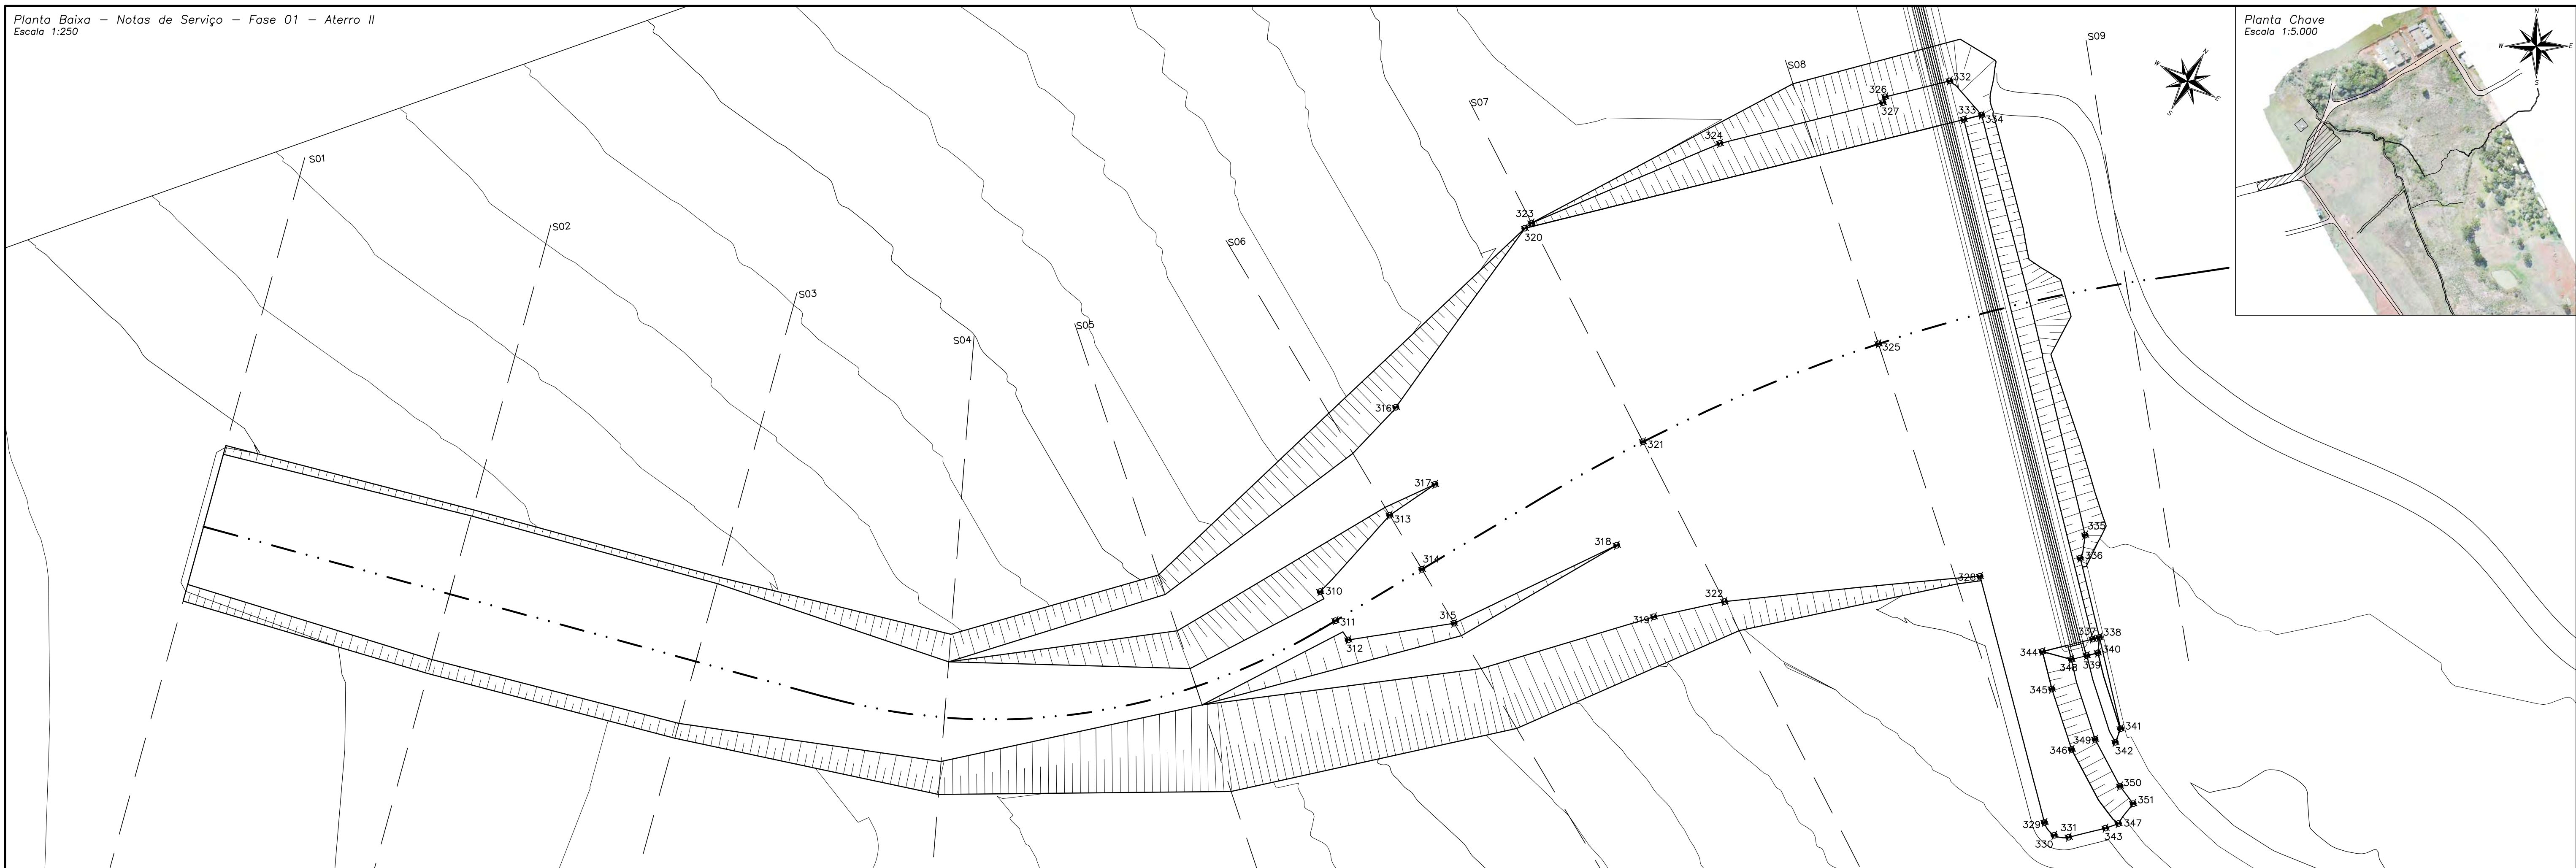 Planta Baixa – Notas de Serviço – Fase 01 – Aterro II
Escala 1:250
Planta Chave
Escala 1:5.000
N
W
E
S
N
W
E
S
S01
S02
S03
S04
S05
S06
S07
S08
S09
310
311
312
313
314
315
316
317
318
319
320
321
322
323
324
325
326
327
328
329
330
331
332
333
334
335
336
337
338
339
340
341
342
343
344
345
346
347
348
349
350
351